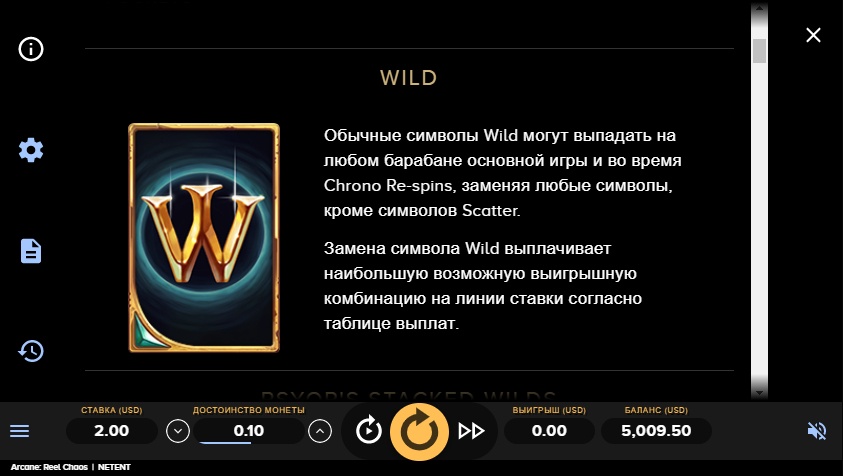 WILD
W
Обычные символы Wild могут выпадать на
любом барабане основной игры и во время
Chrono Re-spins, заменяя любые символы,
кроме символов Scatter.
Замена символа Wild выплачивает
наибольшую возможную выигрышную
комбинацию на линии ставки согласно
таблице выплат.
PSYOP'S STACKED WILDS
СТАВКА (USD) ДОСТОИНСТВО МОНЕТЫ ВЫИГРЫШ (USD) БАЛАНС (USD)
2.00 0.10 0.00 5,009.50
Arcane: Reel Chaos | NETENT